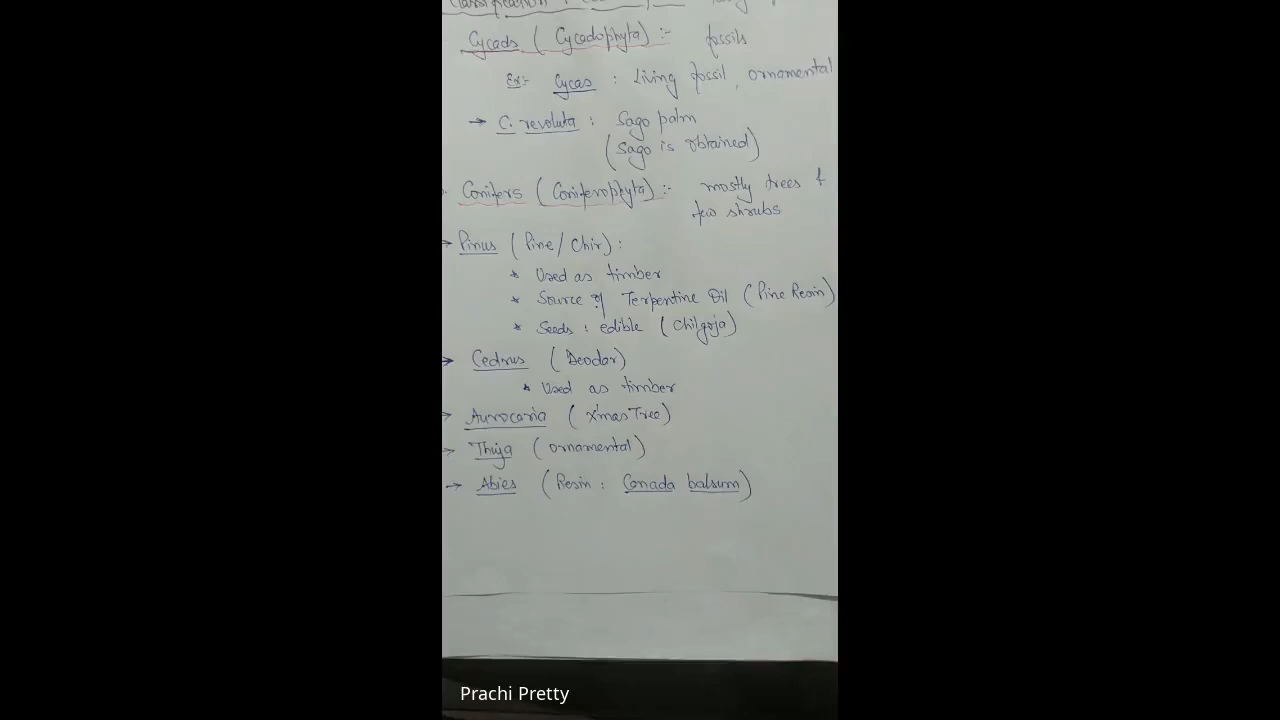 Classification :
Cycads ( Cycadophyta) :- fossils
Ex:- Cycas : Living fossil, ornamental
→ C. revoluta : Sago palm
(Sago is obtained)
Conifers (Coniferophyta) :- mostly trees &
few shrubs
→ Pinus ( Pine / Chir) :
* Used as timber
* Source of Terpentine Oil (Pine Resin)
* Seeds : edible (Chilgoja)
→ Cedrus (Deodar)
* Used as timber
→ Aurocaria ( X'mas Tree)
→ Thuja (ornamental)
→ Abies (Resin : Canada balsum)
Prachi Pretty